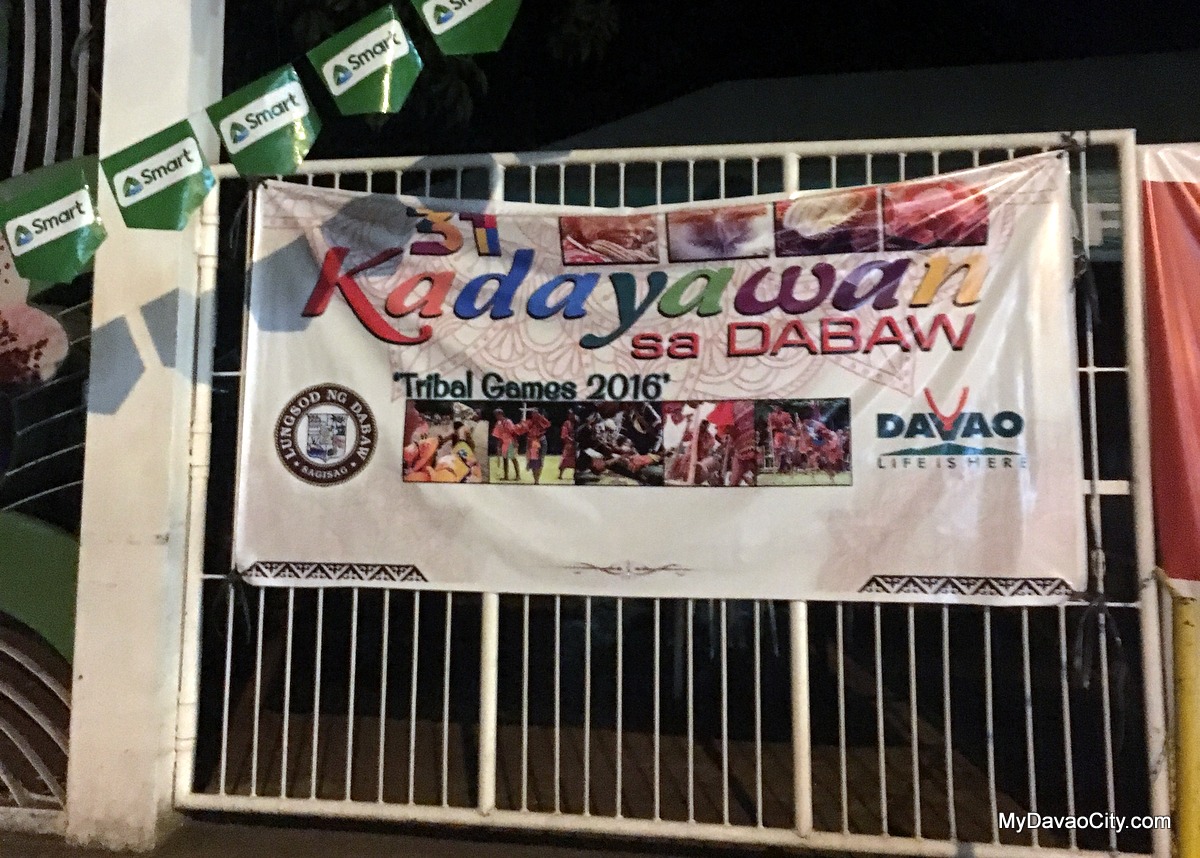 Smart
Smart
Smart
Smart
Smart
31
Kadayawan
sa DABAW
"Tribal Games 2016"
LUNGSOD NG DABAW
SAGISAG
DAVAO
LIFE IS HERE
F
MyDavaoCity.com